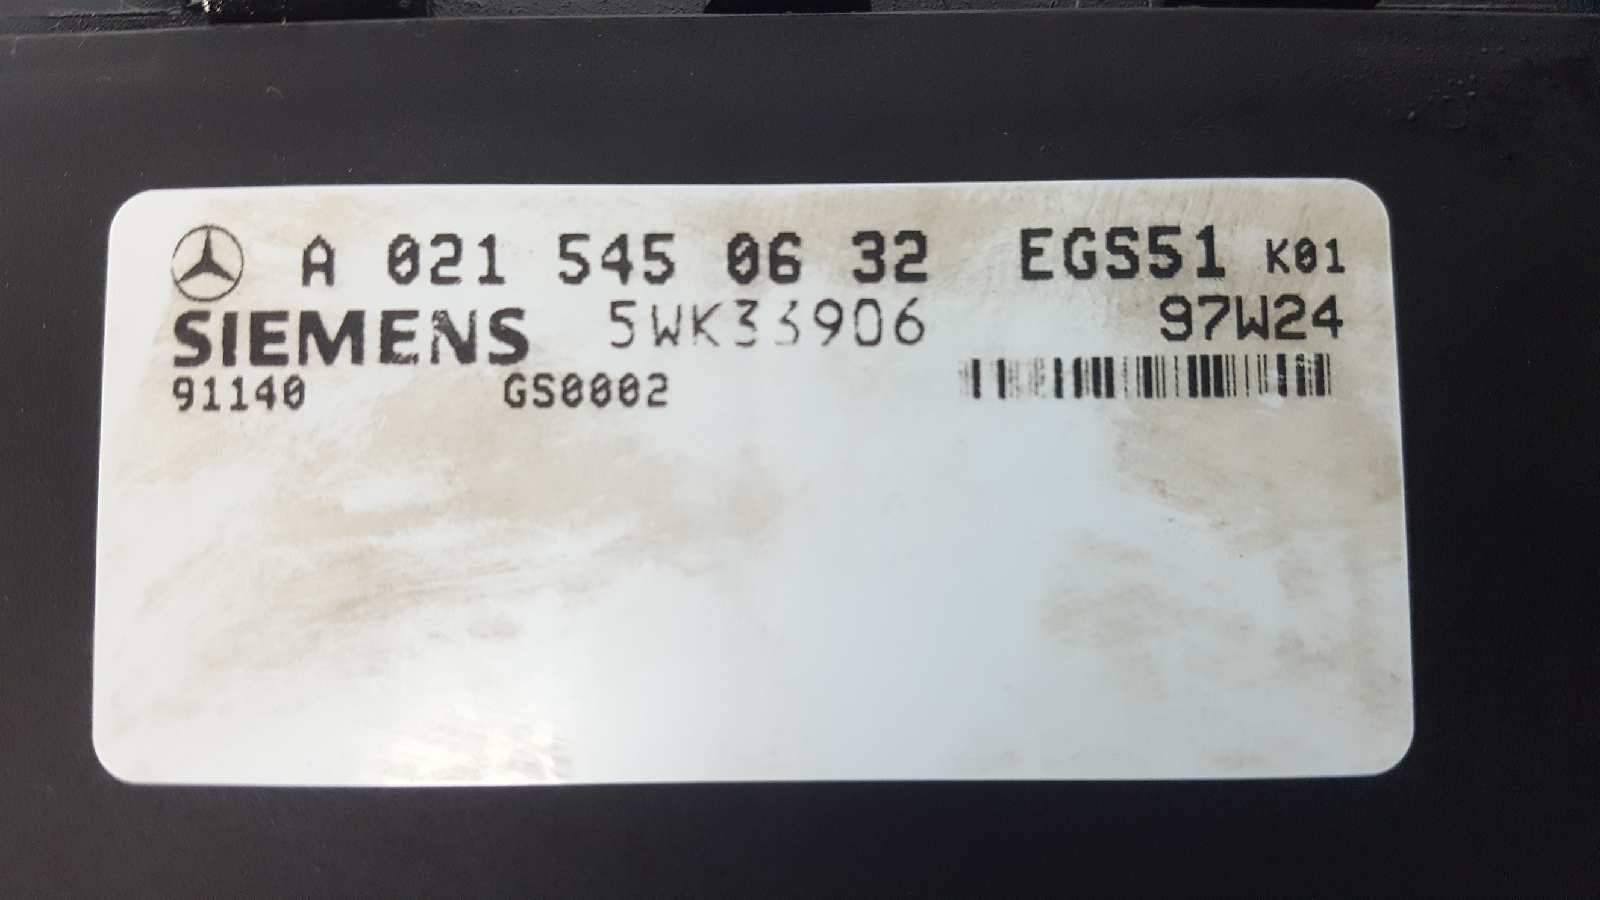 A 021 545 06 32 EGS51 K01
SIEMENS 5WK33906 97W24
91140 GS0002